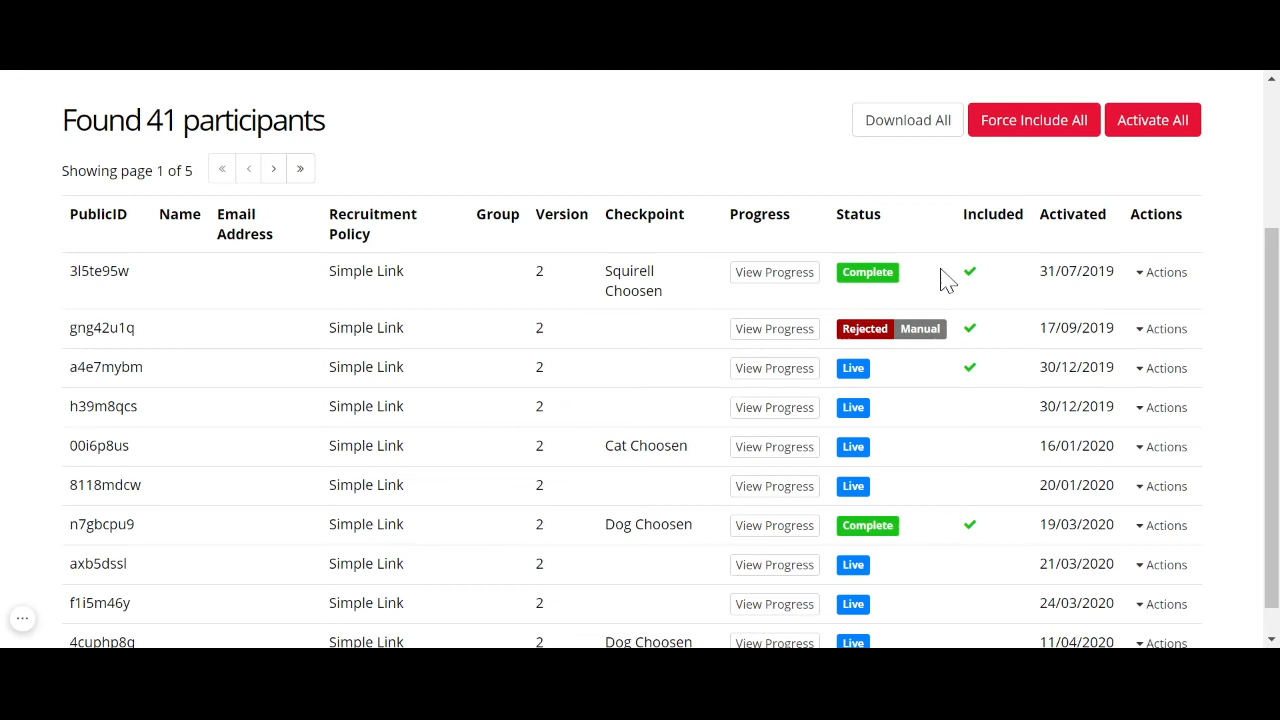 Found 41 participants
Download All Force Include All Activate All
Showing page 1 of 5 « ‹ › »
PublicID Name Email Address Recruitment Policy Group Version Checkpoint Progress Status Included Activated Actions
3l5te95w Simple Link 2 Squirell Choosen View Progress Complete ✔ 31/07/2019 Actions
gng42u1q Simple Link 2 View Progress Rejected Manual ✔ 17/09/2019 Actions
a4e7mybm Simple Link 2 View Progress Live ✔ 30/12/2019 Actions
h39m8qcs Simple Link 2 View Progress Live 30/12/2019 Actions
00i6p8us Simple Link 2 Cat Choosen View Progress Live 16/01/2020 Actions
8118mdcw Simple Link 2 View Progress Live 20/01/2020 Actions
n7gbcpu9 Simple Link 2 Dog Choosen View Progress Complete ✔ 19/03/2020 Actions
axb5dssl Simple Link 2 View Progress Live 21/03/2020 Actions
f1i5m46y Simple Link 2 View Progress Live 24/03/2020 Actions
4cuphp8q Simple Link 2 Dog Choosen View Progress Live 11/04/2020 Actions